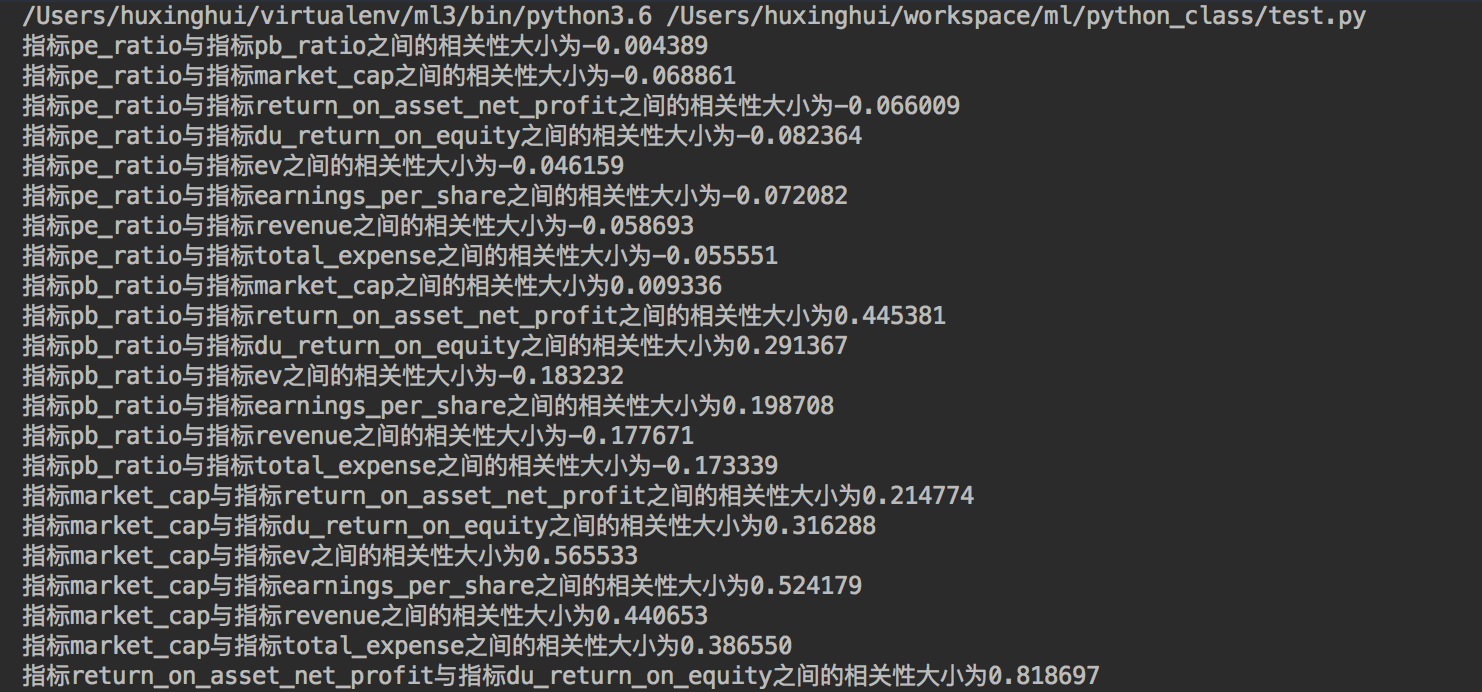 /Users/huxinghui/virtualenv/ml3/bin/python3.6 /Users/huxinghui/workspace/ml/python_class/test.py
指标pe_ratio与指标pb_ratio之间的相关性大小为-0.004389
指标pe_ratio与指标market_cap之间的相关性大小为-0.068861
指标pe_ratio与指标return_on_asset_net_profit之间的相关性大小为-0.066009
指标pe_ratio与指标du_return_on_equity之间的相关性大小为-0.082364
指标pe_ratio与指标ev之间的相关性大小为-0.046159
指标pe_ratio与指标earnings_per_share之间的相关性大小为-0.072082
指标pe_ratio与指标revenue之间的相关性大小为-0.058693
指标pe_ratio与指标total_expense之间的相关性大小为-0.055551
指标pb_ratio与指标market_cap之间的相关性大小为0.009336
指标pb_ratio与指标return_on_asset_net_profit之间的相关性大小为0.445381
指标pb_ratio与指标du_return_on_equity之间的相关性大小为0.291367
指标pb_ratio与指标ev之间的相关性大小为-0.183232
指标pb_ratio与指标earnings_per_share之间的相关性大小为0.198708
指标pb_ratio与指标revenue之间的相关性大小为-0.177671
指标pb_ratio与指标total_expense之间的相关性大小为-0.173339
指标market_cap与指标return_on_asset_net_profit之间的相关性大小为0.214774
指标market_cap与指标du_return_on_equity之间的相关性大小为0.316288
指标market_cap与指标ev之间的相关性大小为0.565533
指标market_cap与指标earnings_per_share之间的相关性大小为0.524179
指标market_cap与指标revenue之间的相关性大小为0.440653
指标market_cap与指标total_expense之间的相关性大小为0.386550
指标return_on_asset_net_profit与指标du_return_on_equity之间的相关性大小为0.818697